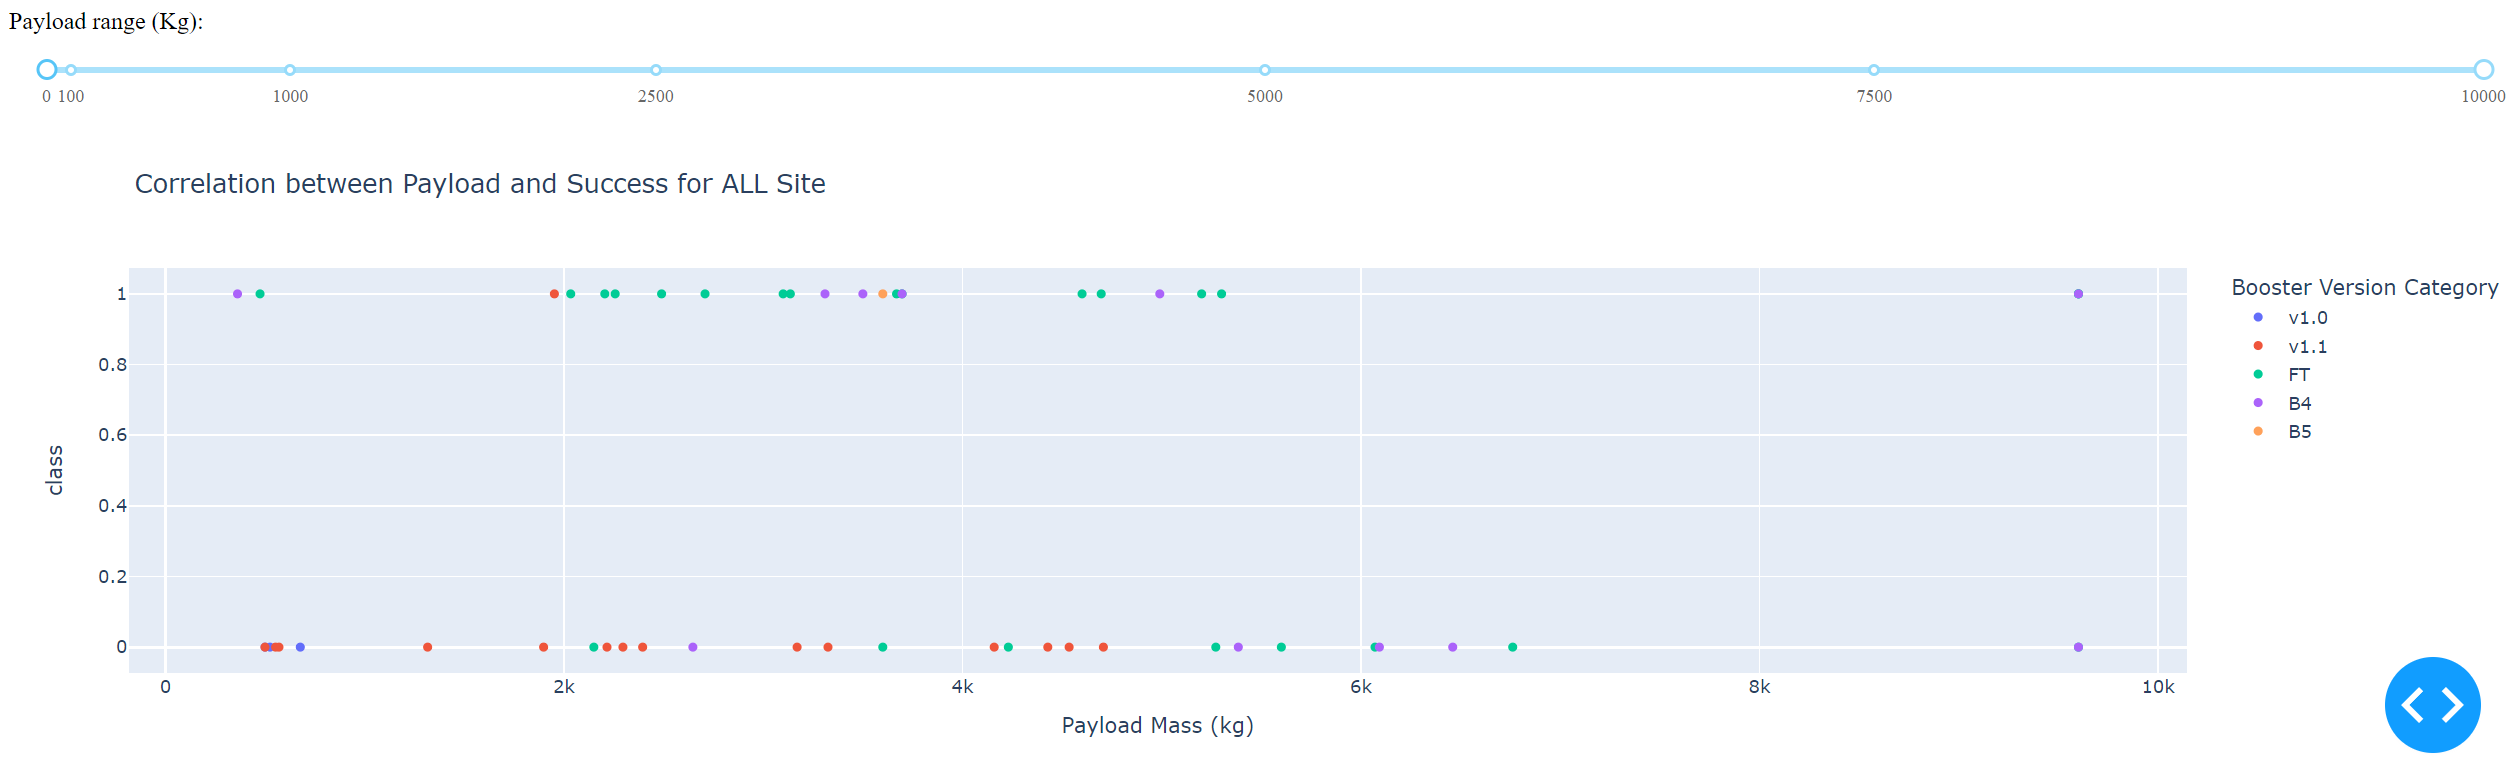 Payload range (Kg):
0 100 1000 2500 5000 7500 10000
Correlation between Payload and Success for ALL Site
Booster Version Category
v1.0
v1.1
FT
B4
B5
1
0.8
0.6
0.4
0.2
0
class
0 2k 4k 6k 8k 10k
Payload Mass (kg)